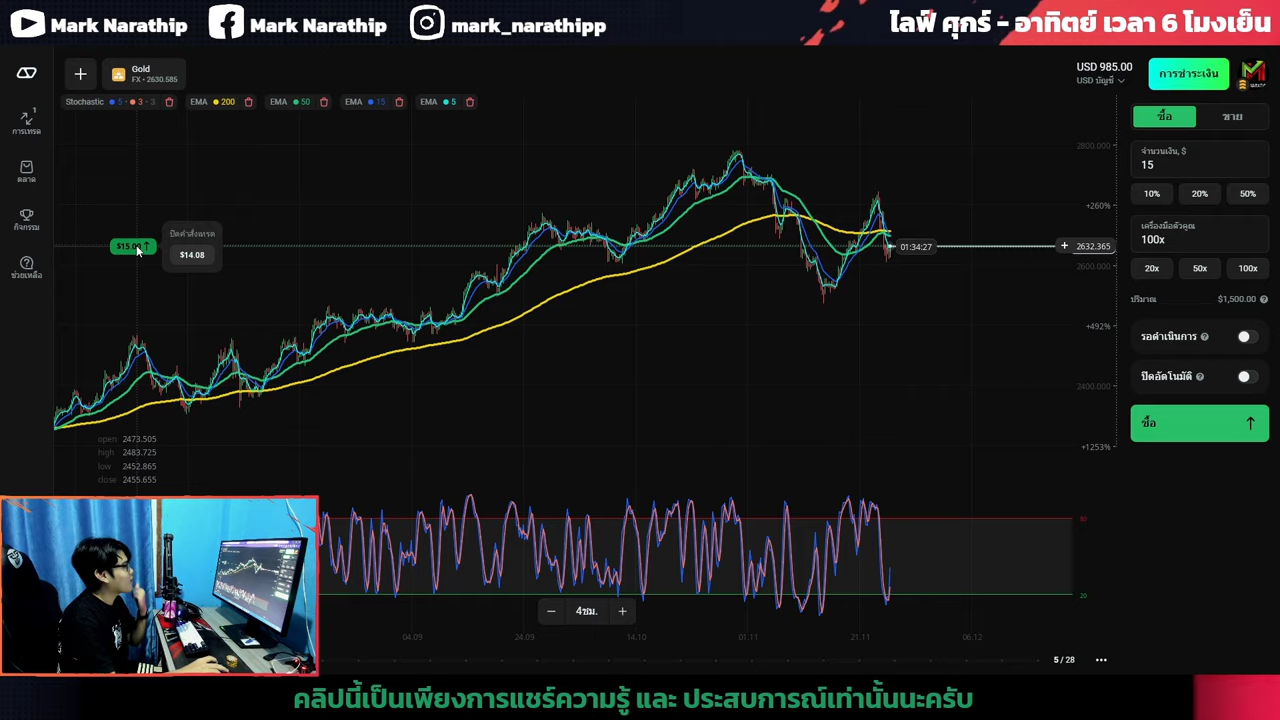 Mark Narathip
Mark Narathip
mark_narathipp
ไลฟ์ ศุกร์ - อาทิตย์ เวลา 6 โมงเย็น
Gold
FX • 2630.585
USD 985.00
USD บัญชี
การชำระเงิน
Stochastic 5 3 3
EMA 200
EMA 50
EMA 15
EMA 5
1
การเทรด
ตลาด
กิจกรรม
ช่วยเหลือ
ซื้อ
ขาย
จำนวนเงิน, $
15
10%
20%
50%
เครื่องมือตัวคูณ
100x
20x
50x
100x
ปริมาณ
$1,500.00
รอดำเนินการ
ปิดอัตโนมัติ
ซื้อ
2800.000
+260%
2632.365
2600.000
+492%
2400.000
+1253%
01:34:27
ปิดคำสั่งเทรด
$14.08
open 2473.505
high 2483.725
low 2452.865
close 2455.655
80
20
4ชม.
04.09
24.09
14.10
01.11
21.11
06.12
5 / 28
คลิปนี้เป็นเพียงการแชร์ความรู้ และ ประสบการณ์เท่านั้นนะครับ